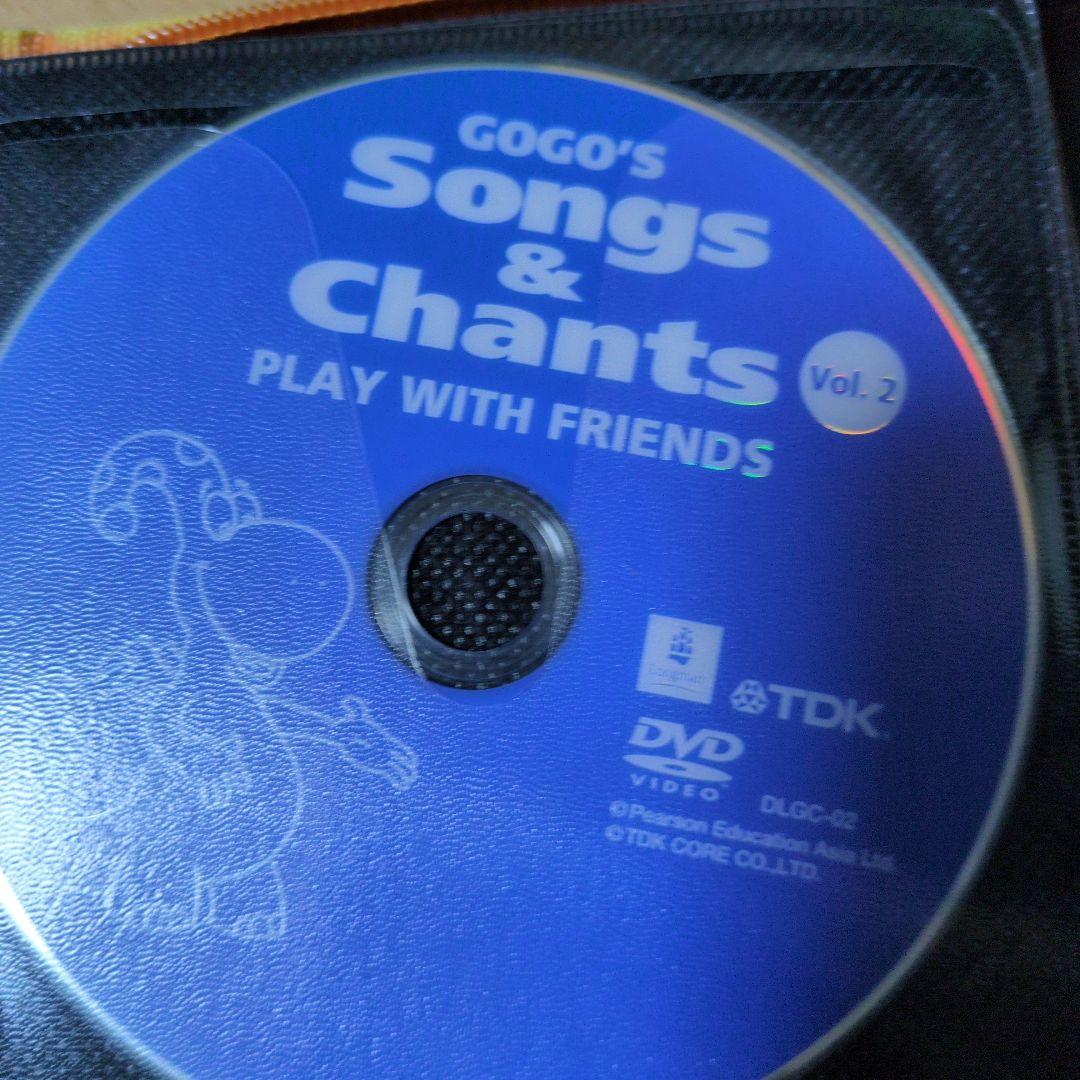 GOGO'S
Songs
&
Chants
Vol. 2
PLAY WITH FRIENDS
Longman
TDK
DVD
VIDEO
DLGC-02
©Pearson Education Asia Ltd.
©TDK CORE CO.,LTD.